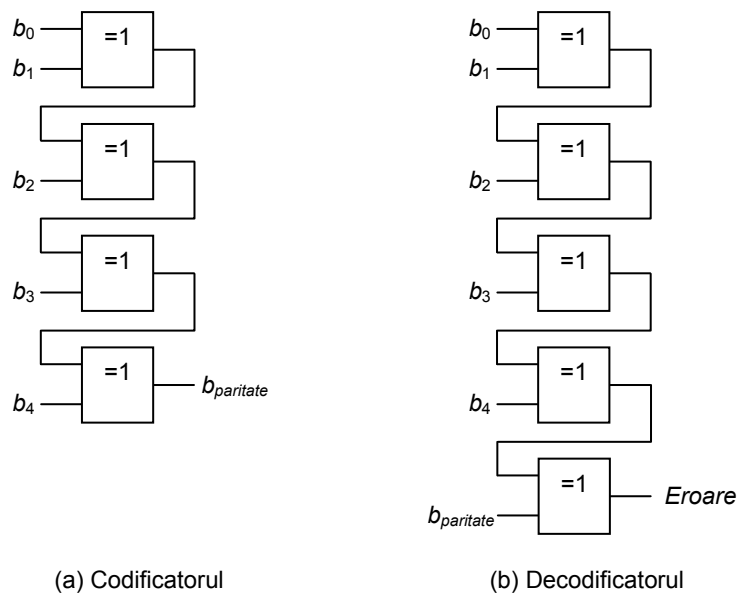 b0
=1
b1
=1
b2
=1
b3
=1
b4
bparitate
(a) Codificatorul
b0
=1
b1
=1
b2
=1
b3
=1
b4
=1
Eroare
bparitate
(b) Decodificatorul